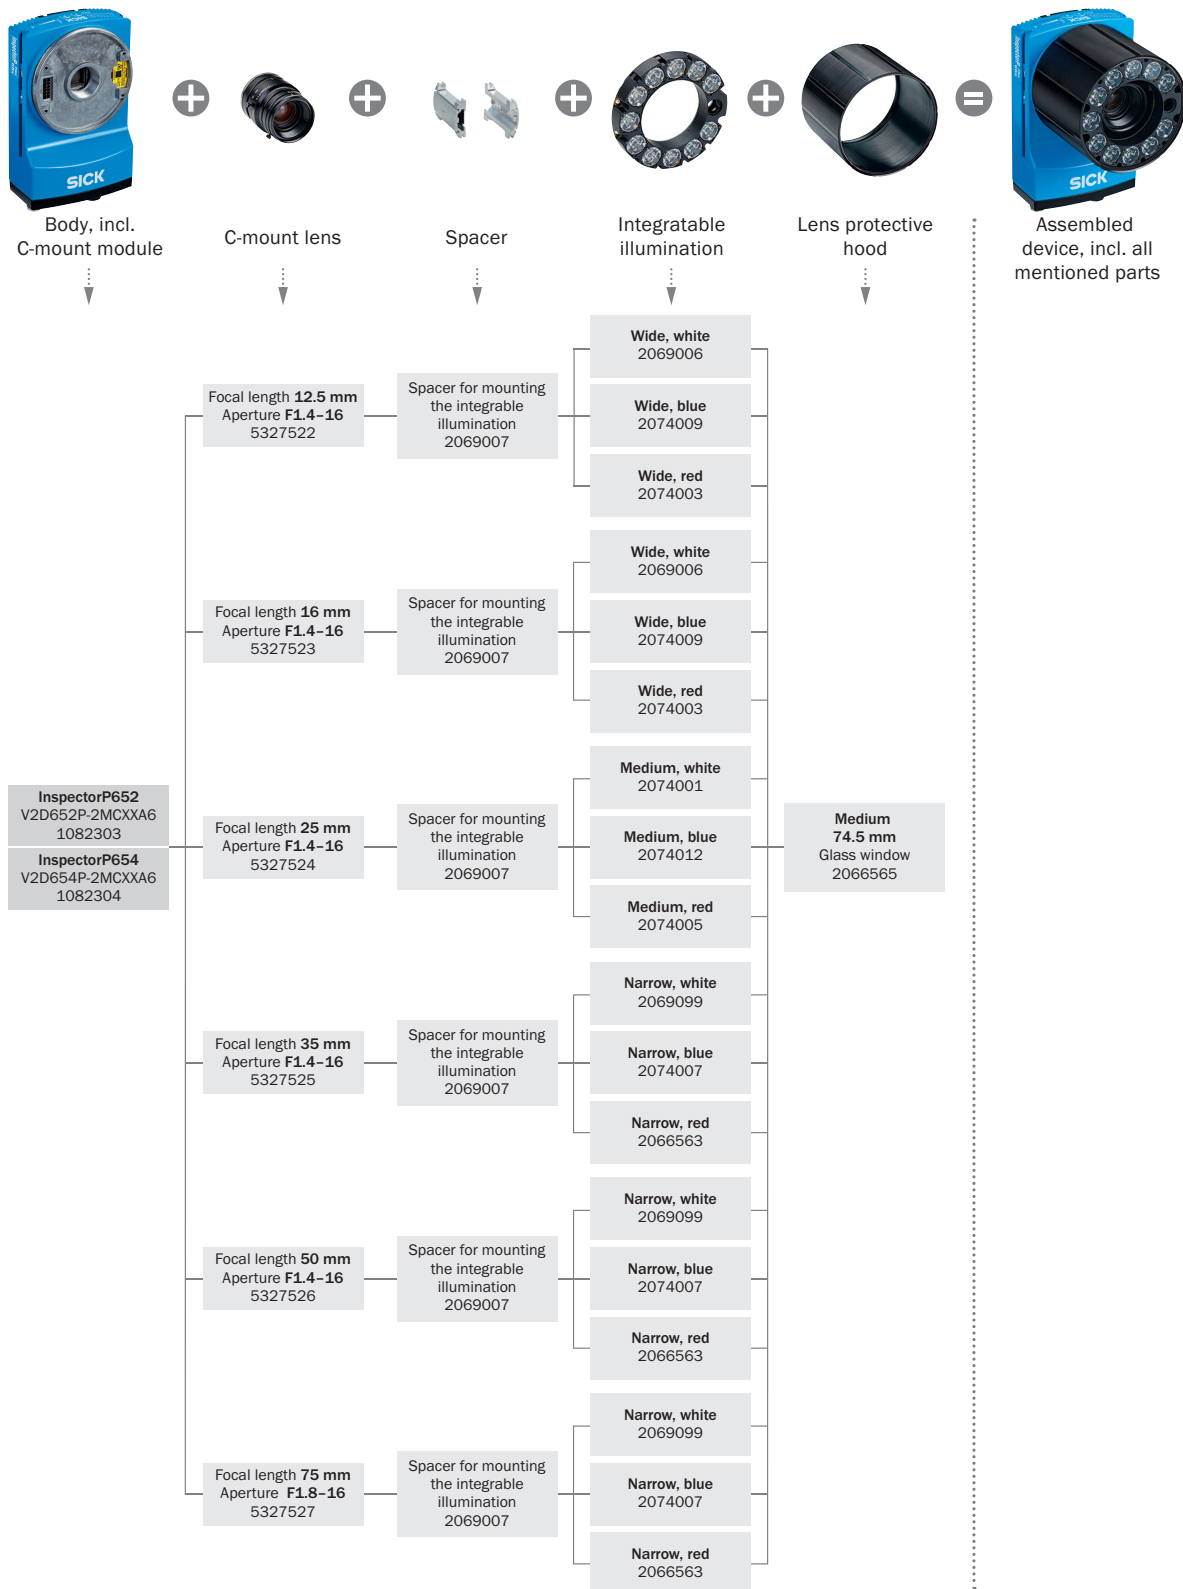 SICK
SICK
Body, incl.
C-mount module
C-mount lens
Spacer
Integratable
illumination
Lens protective
hood
Assembled
device, incl. all
mentioned parts
InspectorP652
V2D652P-2MCXXA6
1082303
InspectorP654
V2D654P-2MCXXA6
1082304
Focal length 12.5 mm
Aperture F1.4–16
5327522
Spacer for mounting
the integrable
illumination
2069007
Wide, white
2069006
Wide, blue
2074009
Wide, red
2074003
Focal length 16 mm
Aperture F1.4–16
5327523
Spacer for mounting
the integrable
illumination
2069007
Wide, white
2069006
Wide, blue
2074009
Wide, red
2074003
Focal length 25 mm
Aperture F1.4–16
5327524
Spacer for mounting
the integrable
illumination
2069007
Medium, white
2074001
Medium, blue
2074012
Medium, red
2074005
Focal length 35 mm
Aperture F1.4–16
5327525
Spacer for mounting
the integrable
illumination
2069007
Narrow, white
2069099
Narrow, blue
2074007
Narrow, red
2066563
Focal length 50 mm
Aperture F1.4–16
5327526
Spacer for mounting
the integrable
illumination
2069007
Narrow, white
2069099
Narrow, blue
2074007
Narrow, red
2066563
Focal length 75 mm
Aperture F1.8–16
5327527
Spacer for mounting
the integrable
illumination
2069007
Narrow, white
2069099
Narrow, blue
2074007
Narrow, red
2066563
Medium
74.5 mm
Glass window
2066565